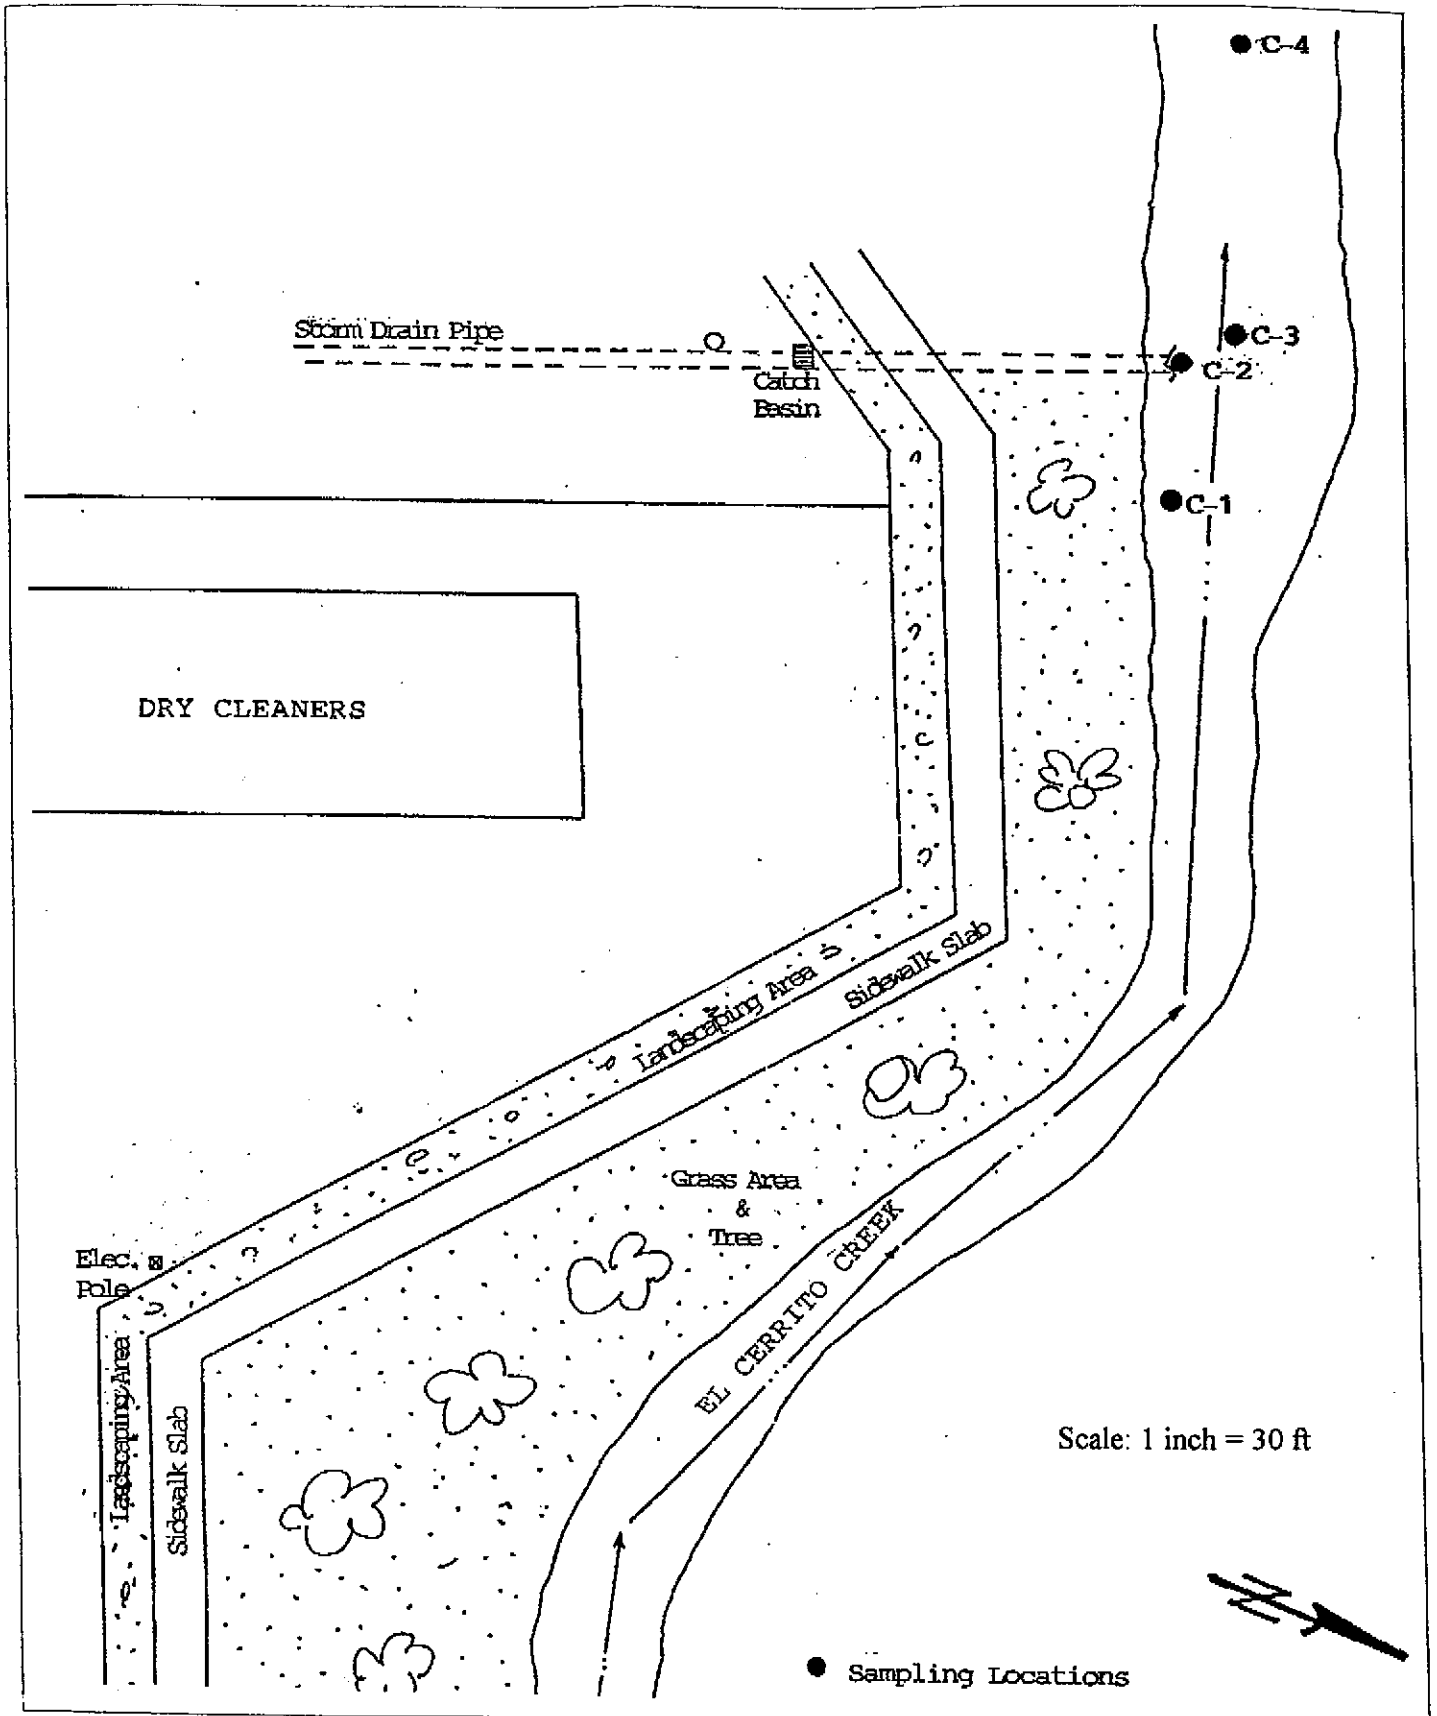 C-4
Storm Drain Pipe
C-3
C-2
Catch
Basin
C-1
DRY CLEANERS
Sidewalk Slab
Landscaping Area
Grass Area
&
Tree
EL CERRITO CREEK
Elec.
Pole
Landscaping Area
Sidewalk Slab
Scale: 1 inch = 30 ft
N
Sampling Locations